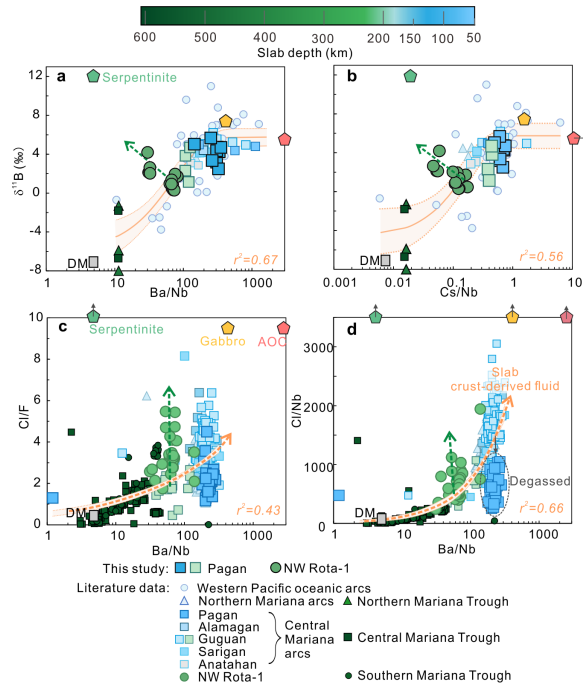 600 500 400 300 200 150 100 50
Slab depth (km)
a
Serpentinite
12
8
4
0
-4
-8
δ¹¹B (‰)
DM
r²=0.67
1 10 100 1000
Ba/Nb
b
DM
r²=0.56
0.001 0.01 0.1 1 10
Cs/Nb
c
Serpentinite
Gabbro
AOC
10
8
6
4
2
0
Cl/F
DM
r²=0.43
1 10 100 1000
Ba/Nb
d
3500
3000
2000
1000
0
Cl/Nb
Slab
crust-derived fluid
Degassed
DM
r²=0.66
1 10 100 1000
Ba/Nb
This study: Pagan NW Rota-1
Literature data: Western Pacific oceanic arcs
Northern Mariana arcs Northern Mariana Trough
Pagan
Alamagan
Guguan
Sarigan
Anatahan
Central
Mariana
arcs
Central Mariana Trough
NW Rota-1
Southern Mariana Trough